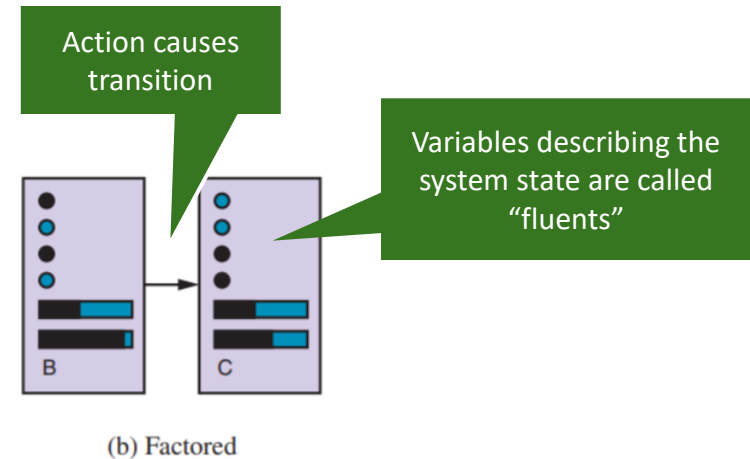 Action causes
transition
Variables describing the
system state are called
“fluents”
B
C
(b) Factored